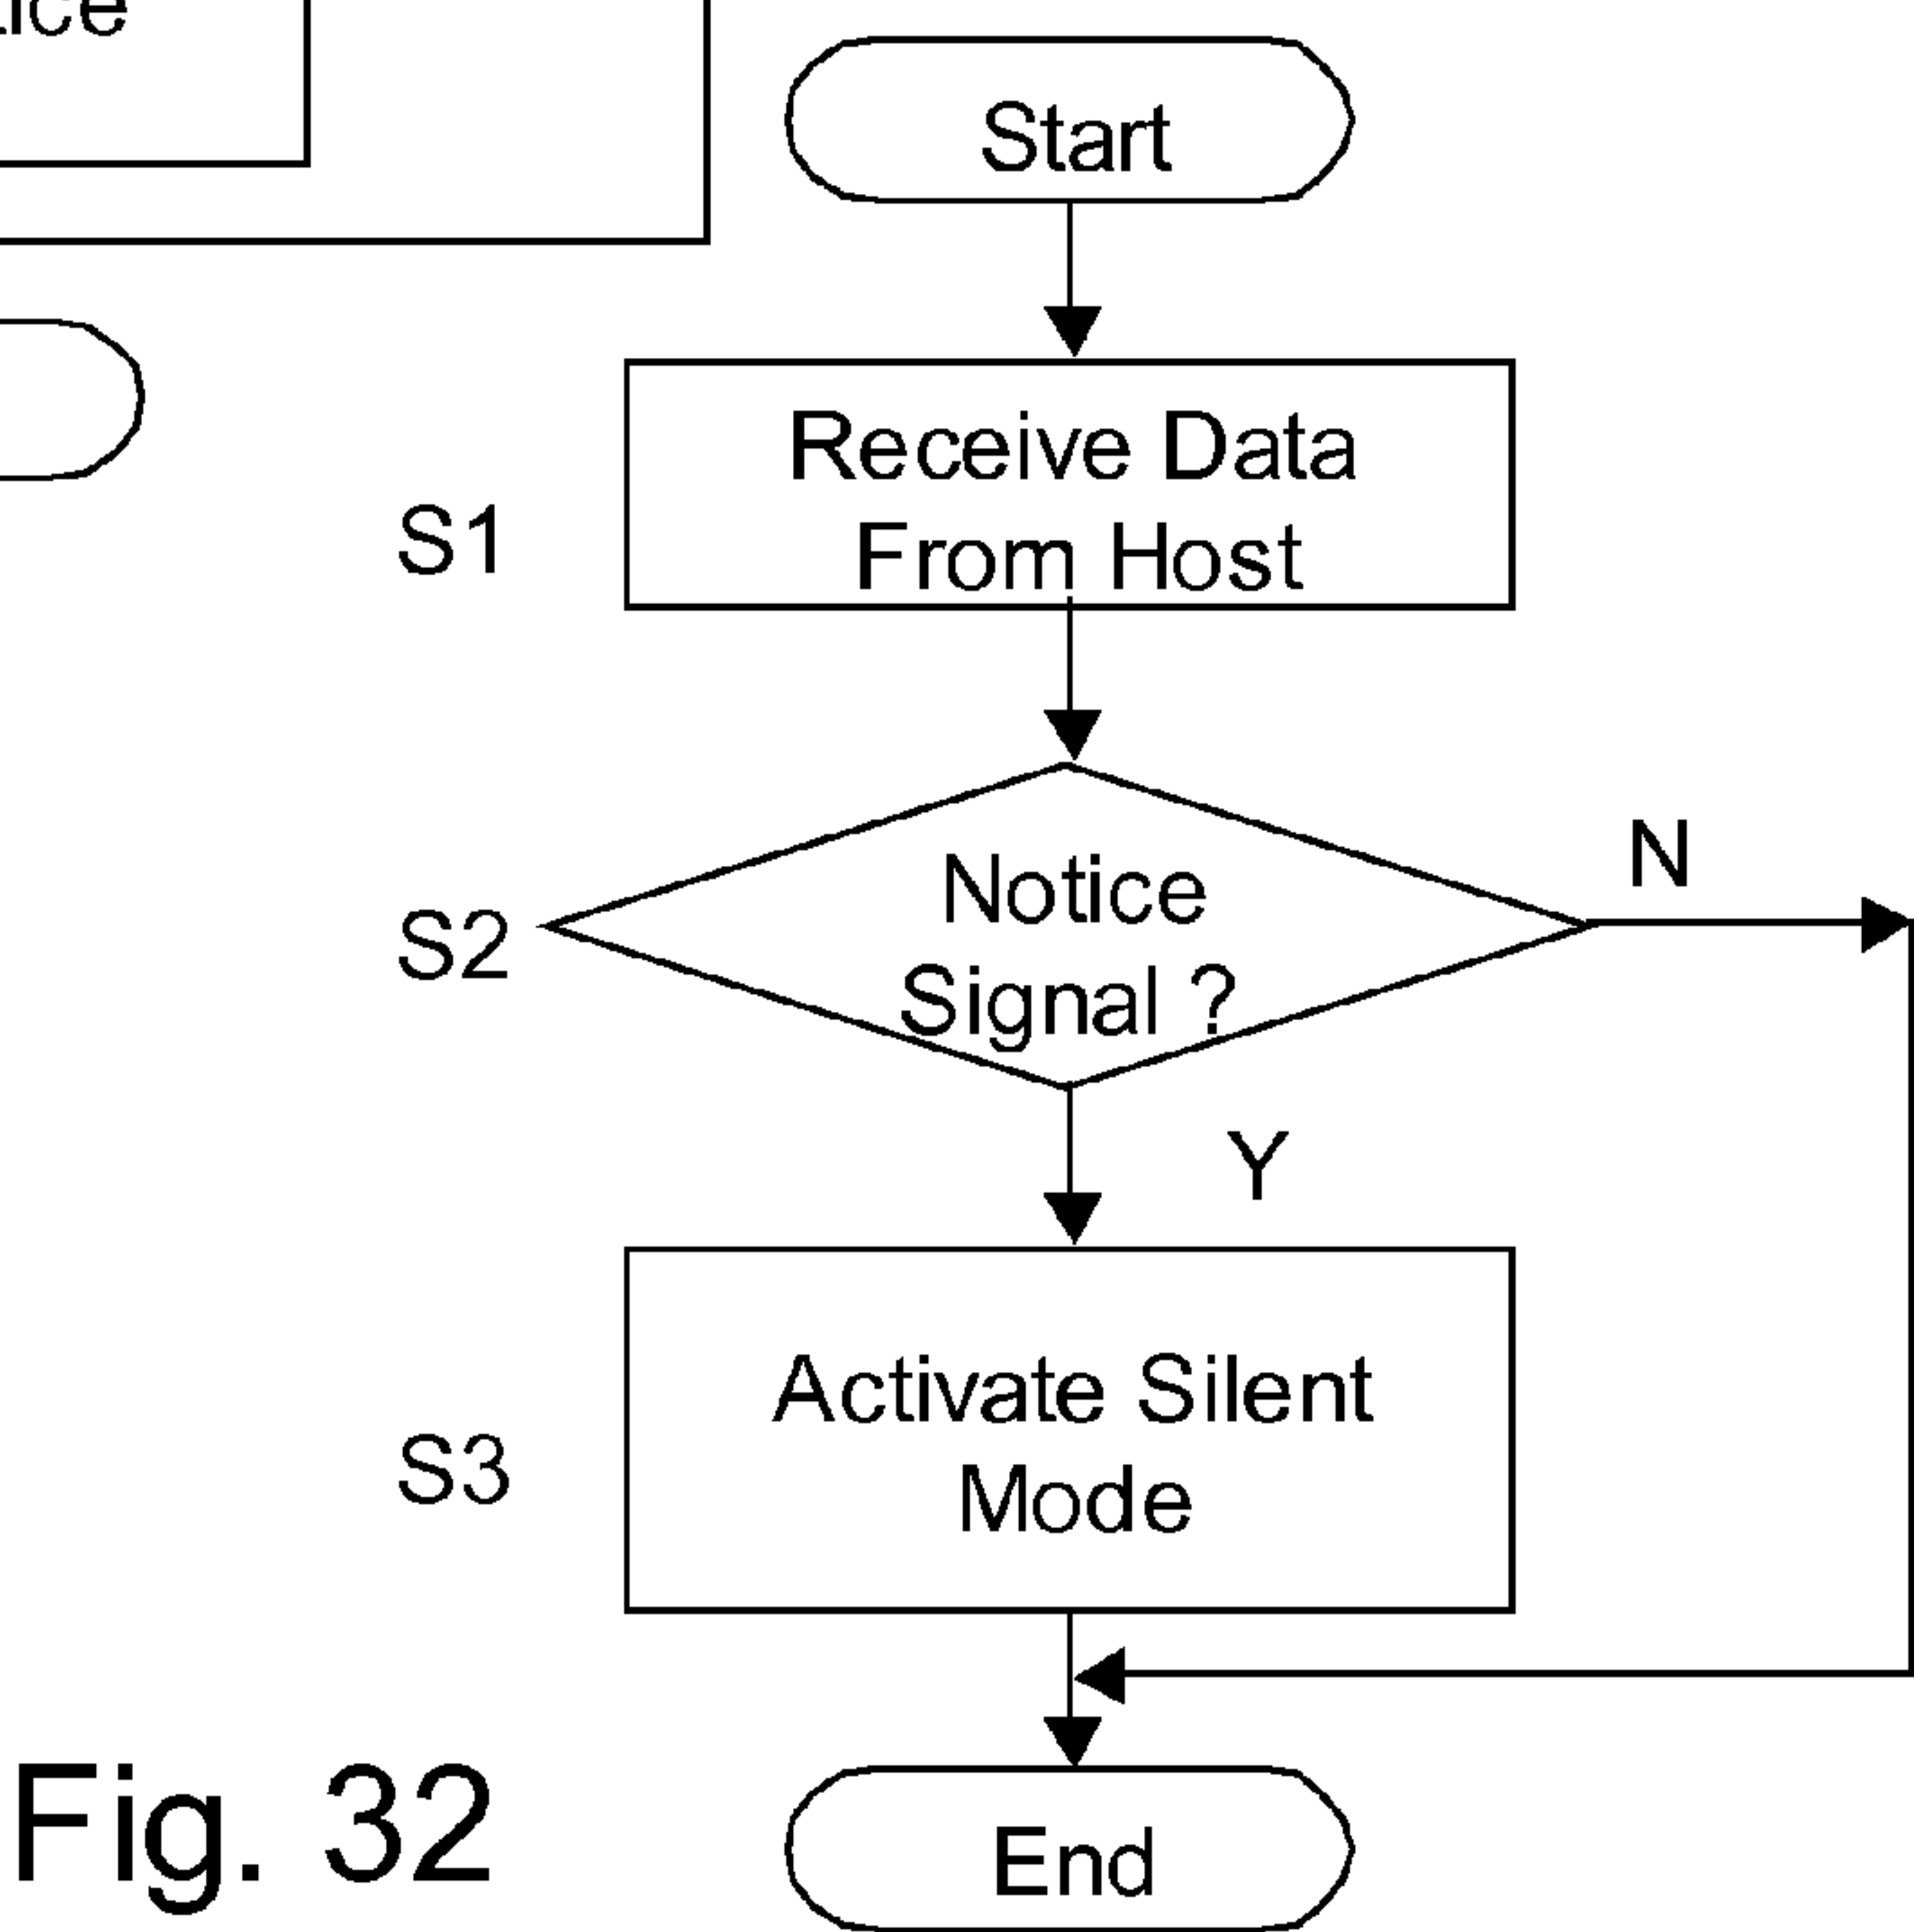 Start
Receive Data
From Host
S1
N
Notice
S2
Signal ?
Y
Activate Silent
S3
Mode
Fig. 32
End